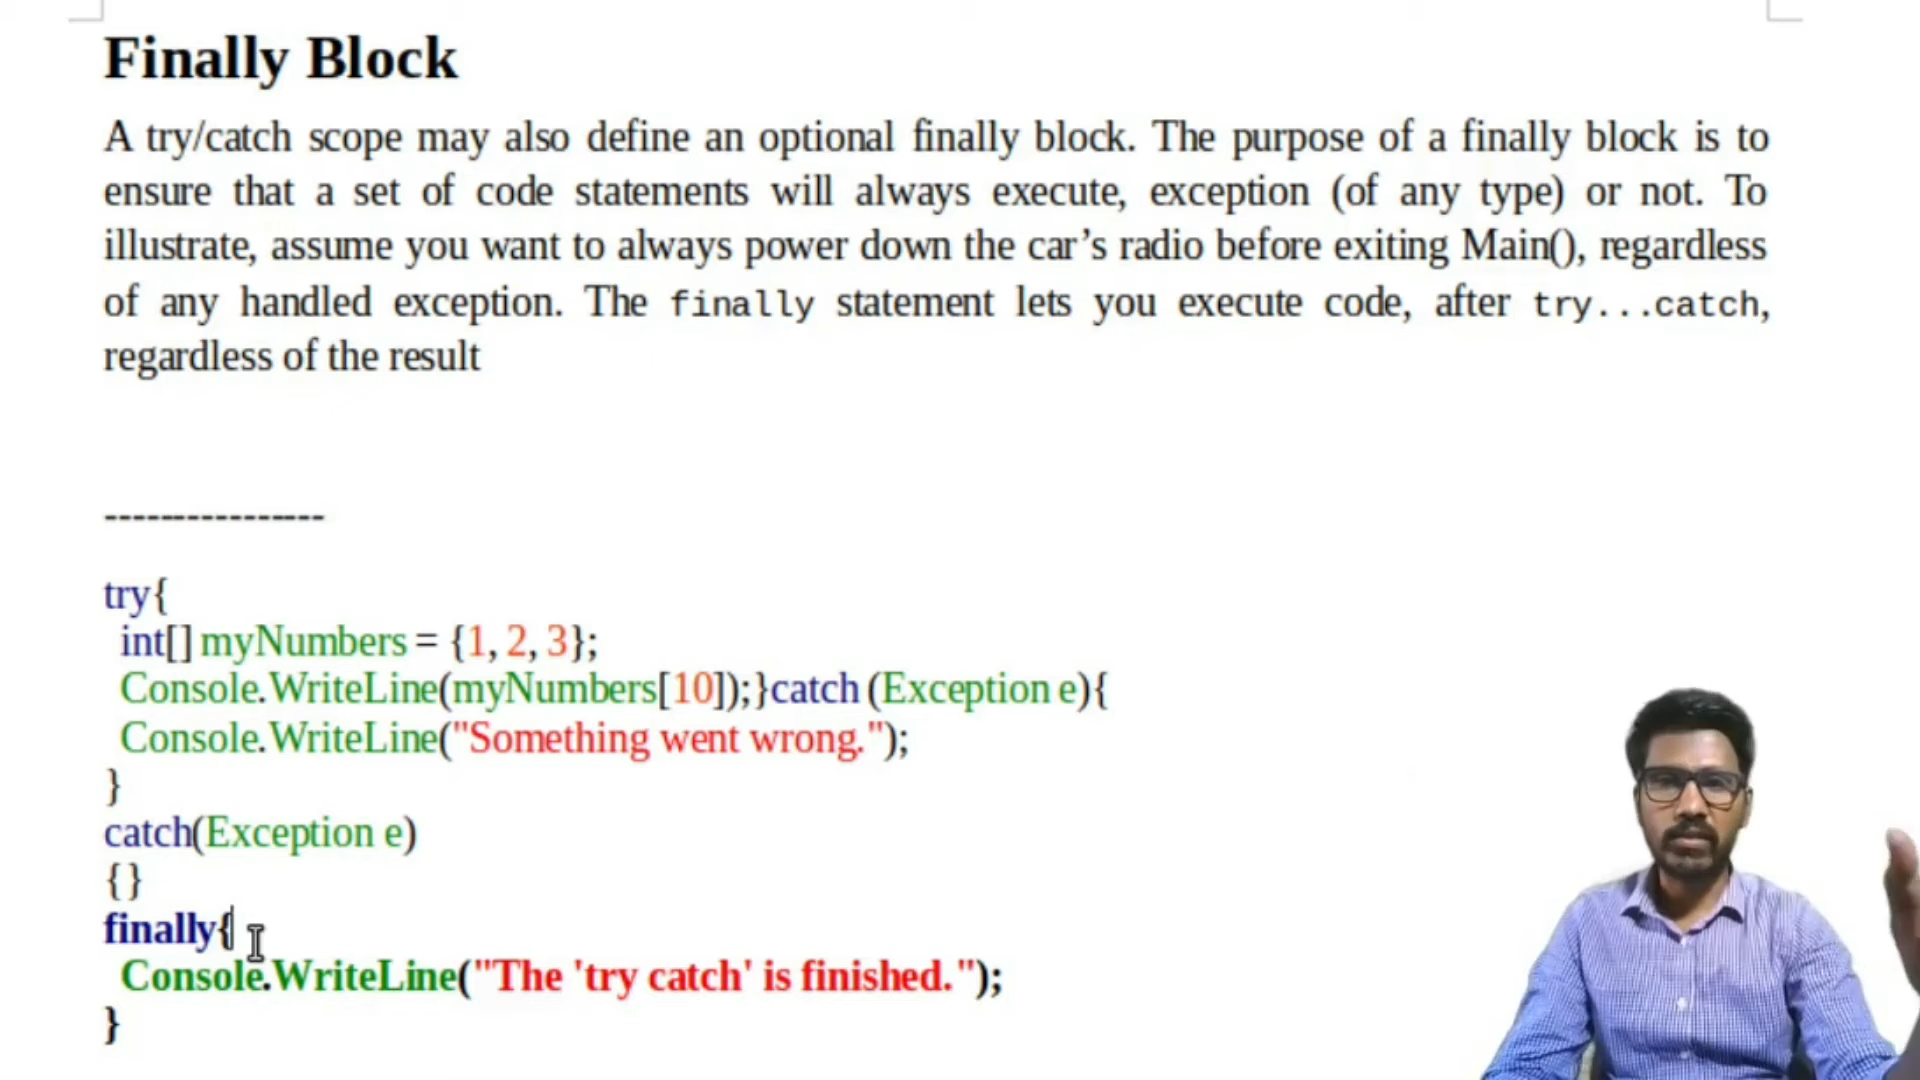 Finally Block
A try/catch scope may also define an optional finally block. The purpose of a finally block is to
ensure that a set of code statements will always execute, exception (of any type) or not. To
illustrate, assume you want to always power down the car’s radio before exiting Main(), regardless
of any handled exception. The finally statement lets you execute code, after try...catch,
regardless of the result
----------------
try{
int[] myNumbers = {1, 2, 3};
Console.WriteLine(myNumbers[10]);}catch (Exception e){
Console.WriteLine("Something went wrong.");
}
catch(Exception e)
{}
finally{
Console.WriteLine("The 'try catch' is finished.");
}